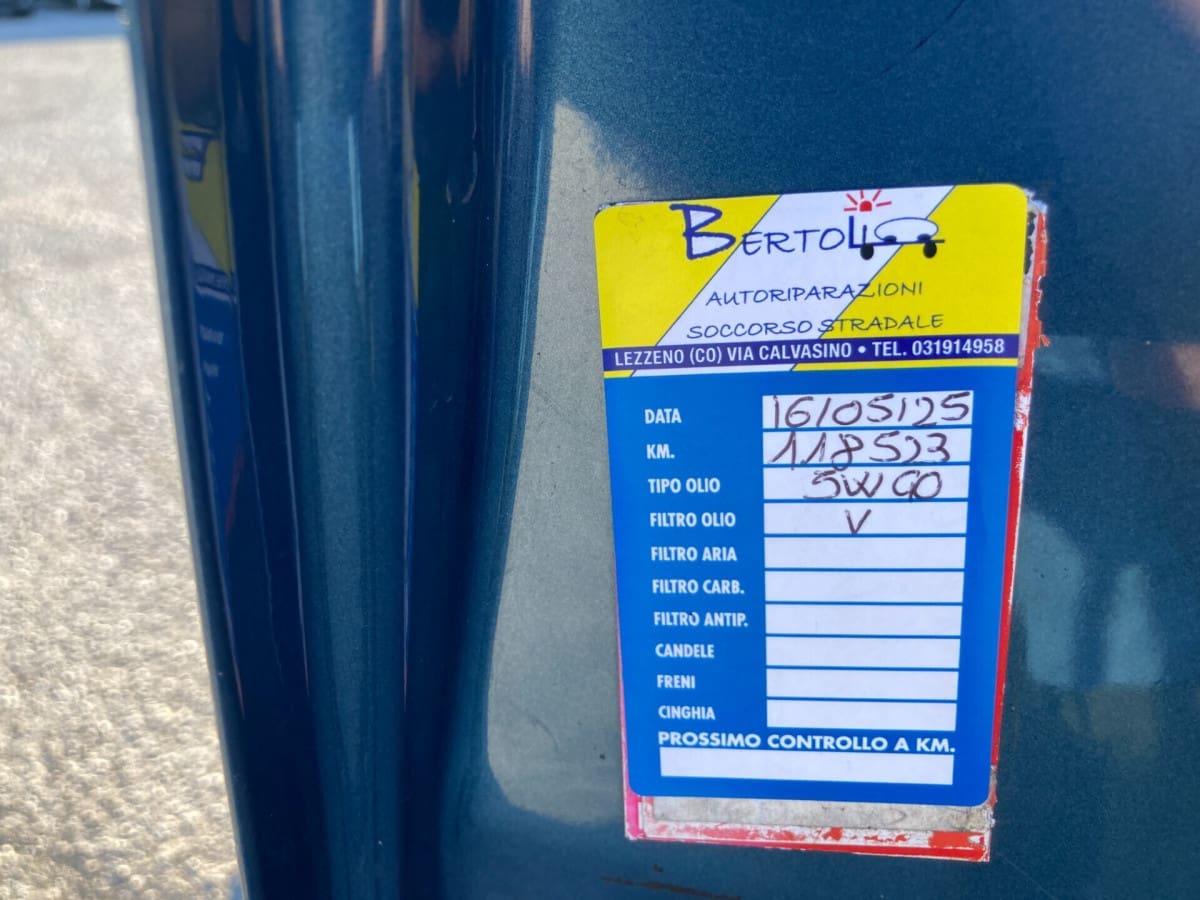 BERTOLI
AUTORIPARAZIONI
SOCCORSO STRADALE
LEZZENO (CO) VIA CALVASINO • TEL. 031914958
DATA 16/05/25
KM. 118523
TIPO OLIO 5W40
FILTRO OLIO V
FILTRO ARIA
FILTRO CARB.
FILTRO ANTIP.
CANDELE
FRENI
CINGHIA
PROSSIMO CONTROLLO A KM.